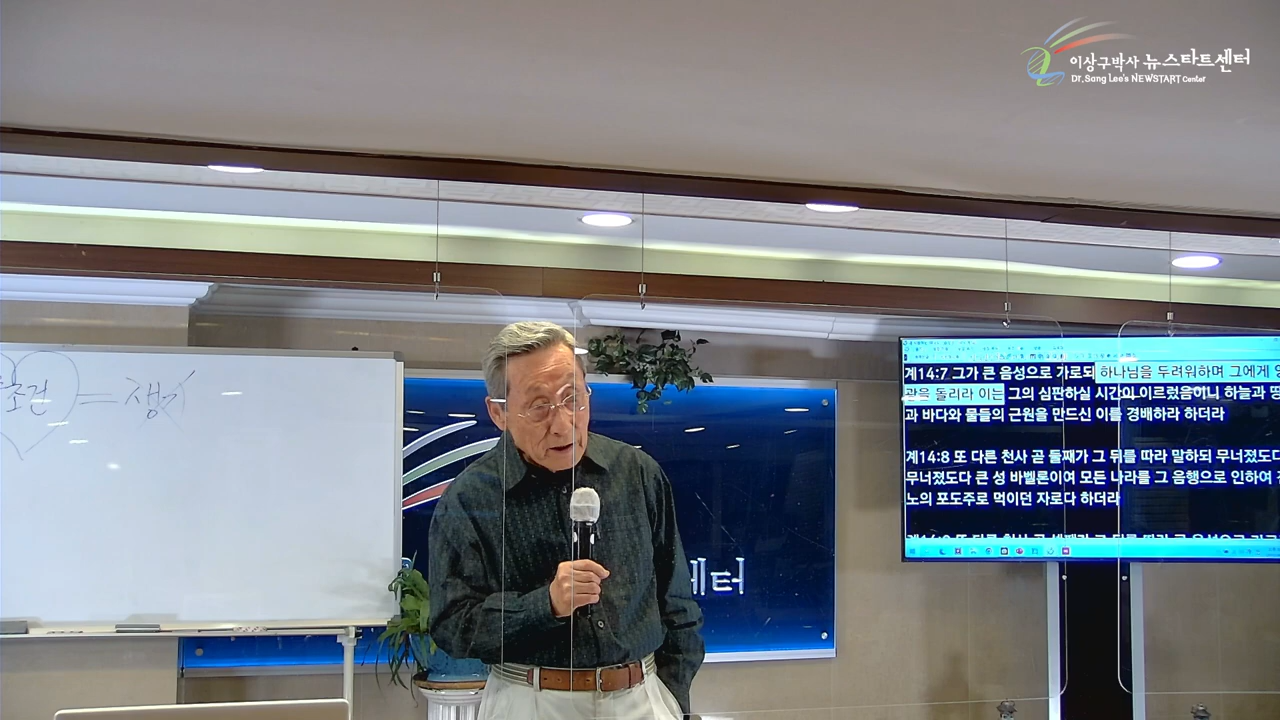 이상구박사 뉴스타트센터
Dr. Sang Lee's NEWSTART Center
조건 = 생기
계14:7 그가 큰 음성으로 가로되 하나님을 두려워하며 그에게 영
광을 돌리라 이는 그의 심판하실 시간이 이르렀음이니 하늘과 땅
과 바다와 물들의 근원을 만드신 이를 경배하라 하더라
계14:8 또 다른 천사 곧 둘째가 그 뒤를 따라 말하되 무너졌도다
무너졌도다 큰 성 바벨론이여 모든 나라를 그 음행으로 인하여 진
노의 포도주로 먹이던 자로다 하더라
센터